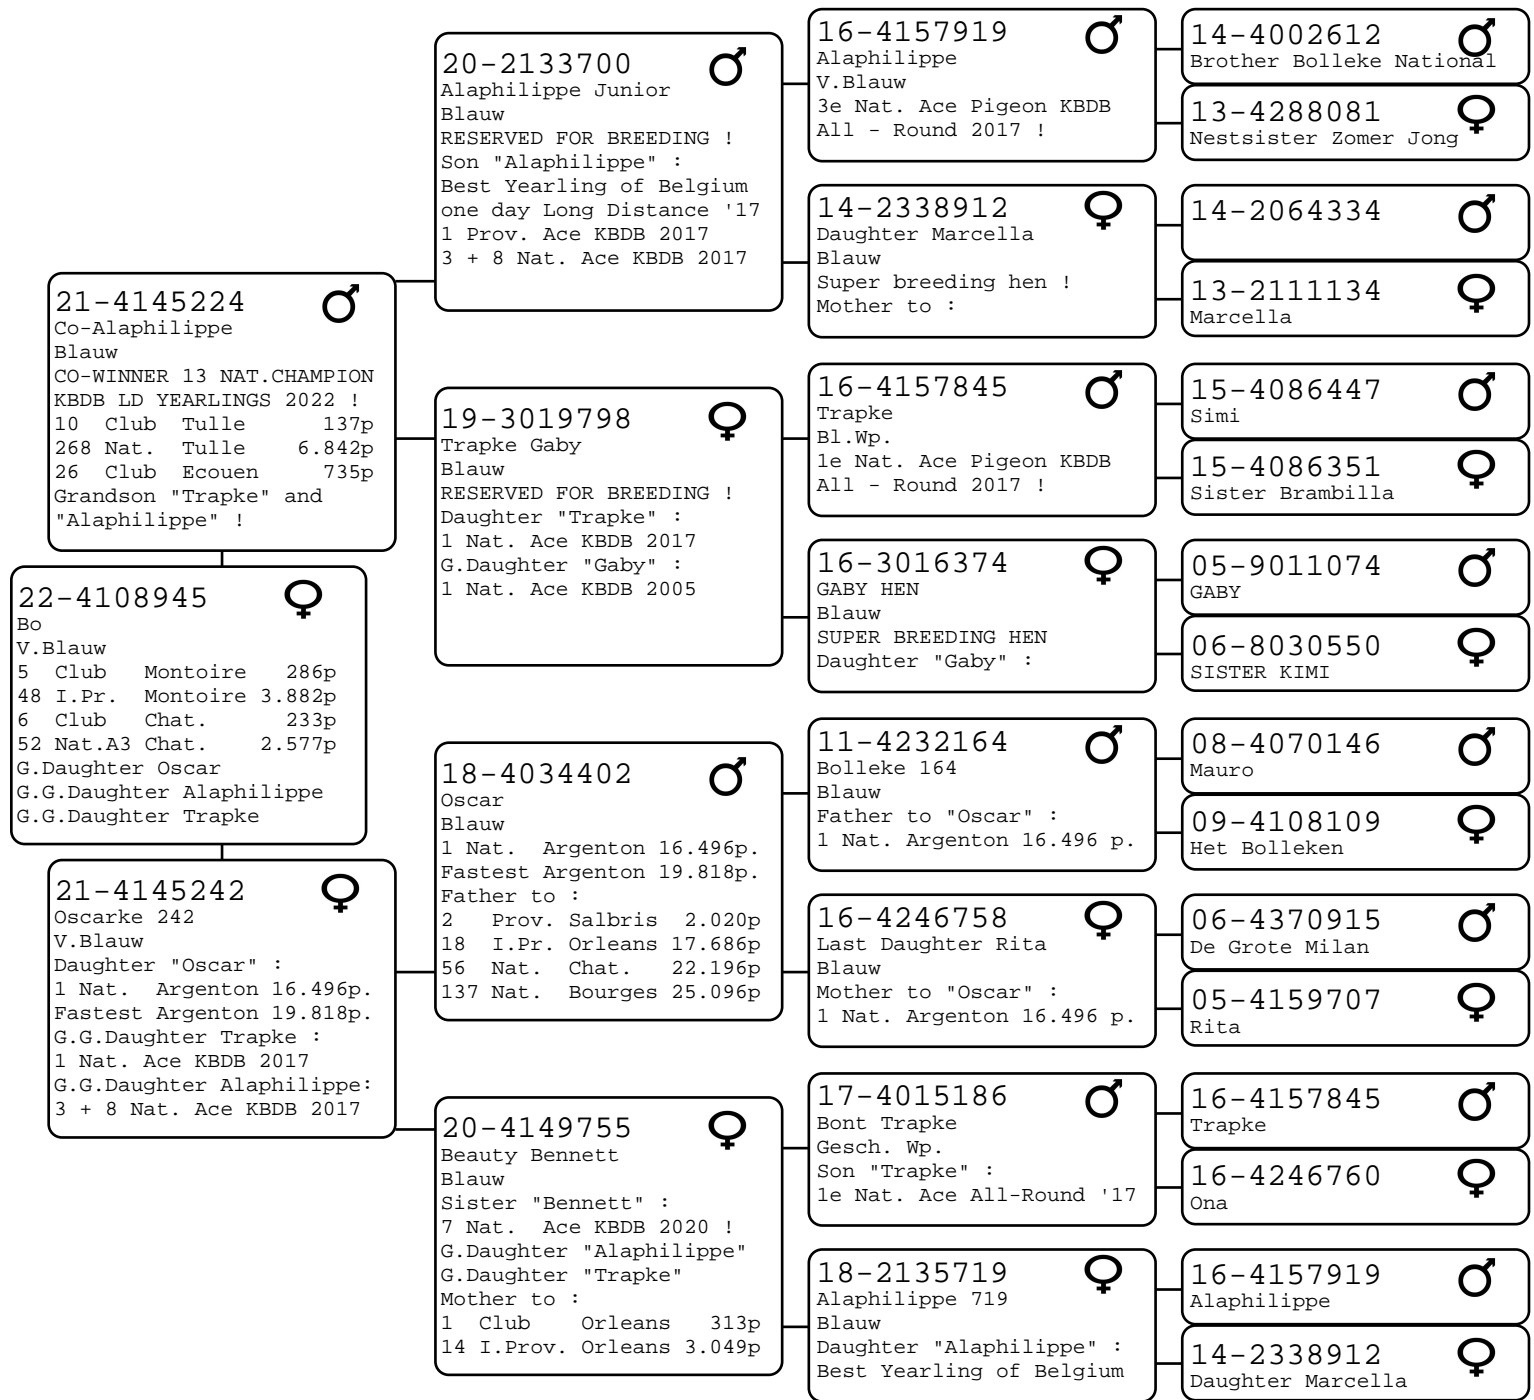 21-4145224
Co-Alaphilippe
Blauw
CO-WINNER 13 NAT.CHAMPION
KBDB LD YEARLINGS 2022 !
10 Club Tulle 137p
268 Nat. Tulle 6.842p
26 Club Ecouen 735p
Grandson "Trapke" and
"Alaphilippe" !
22-4108945
Bo
V.Blauw
5 Club Montoire 286p
48 I.Pr. Montoire 3.882p
6 Club Chat. 233p
52 Nat.A3 Chat. 2.577p
G.Daughter Oscar
G.G.Daughter Alaphilippe
G.G.Daughter Trapke
21-4145242
Oscarke 242
V.Blauw
Daughter "Oscar" :
1 Nat. Argenton 16.496p.
Fastest Argenton 19.818p.
G.G.Daughter Trapke :
1 Nat. Ace KBDB 2017
G.G.Daughter Alaphilippe:
3 + 8 Nat. Ace KBDB 2017
20-2133700
Alaphilippe Junior
Blauw
RESERVED FOR BREEDING !
Son "Alaphilippe" :
Best Yearling of Belgium
one day Long Distance '17
1 Prov. Ace KBDB 2017
3 + 8 Nat. Ace KBDB 2017
19-3019798
Trapke Gaby
Blauw
RESERVED FOR BREEDING !
Daughter "Trapke" :
1 Nat. Ace KBDB 2017
G.Daughter "Gaby" :
1 Nat. Ace KBDB 2005
18-4034402
Oscar
Blauw
1 Nat. Argenton 16.496p.
Fastest Argenton 19.818p.
Father to :
2 Prov. Salbris 2.020p
18 I.Pr. Orleans 17.686p
56 Nat. Chat. 22.196p
137 Nat. Bourges 25.096p
20-4149755
Beauty Bennett
Blauw
Sister "Bennett" :
7 Nat. Ace KBDB 2020 !
G.Daughter "Alaphilippe"
G.Daughter "Trapke"
Mother to :
1 Club Orleans 313p
14 I.Prov. Orleans 3.049p
16-4157919
Alaphilippe
V.Blauw
3e Nat. Ace Pigeon KBDB
All - Round 2017 !
14-2338912
Daughter Marcella
Blauw
Super breeding hen !
Mother to :
16-4157845
Trapke
Bl.Wp.
1e Nat. Ace Pigeon KBDB
All - Round 2017 !
16-3016374
GABY HEN
Blauw
SUPER BREEDING HEN
Daughter "Gaby" :
11-4232164
Bolleke 164
Blauw
Father to "Oscar" :
1 Nat. Argenton 16.496 p.
16-4246758
Last Daughter Rita
Blauw
Mother to "Oscar" :
1 Nat. Argenton 16.496 p.
17-4015186
Bont Trapke
Gesch. Wp.
Son "Trapke" :
1e Nat. Ace All-Round '17
18-2135719
Alaphilippe 719
Blauw
Daughter "Alaphilippe" :
Best Yearling of Belgium
14-4002612
Brother Bolleke National
13-4288081
Nestsister Zomer Jong
14-2064334
13-2111134
Marcella
15-4086447
Simi
15-4086351
Sister Brambilla
05-9011074
GABY
06-8030550
SISTER KIMI
08-4070146
Mauro
09-4108109
Het Bolleken
06-4370915
De Grote Milan
05-4159707
Rita
16-4157845
Trapke
16-4246760
Ona
16-4157919
Alaphilippe
14-2338912
Daughter Marcella